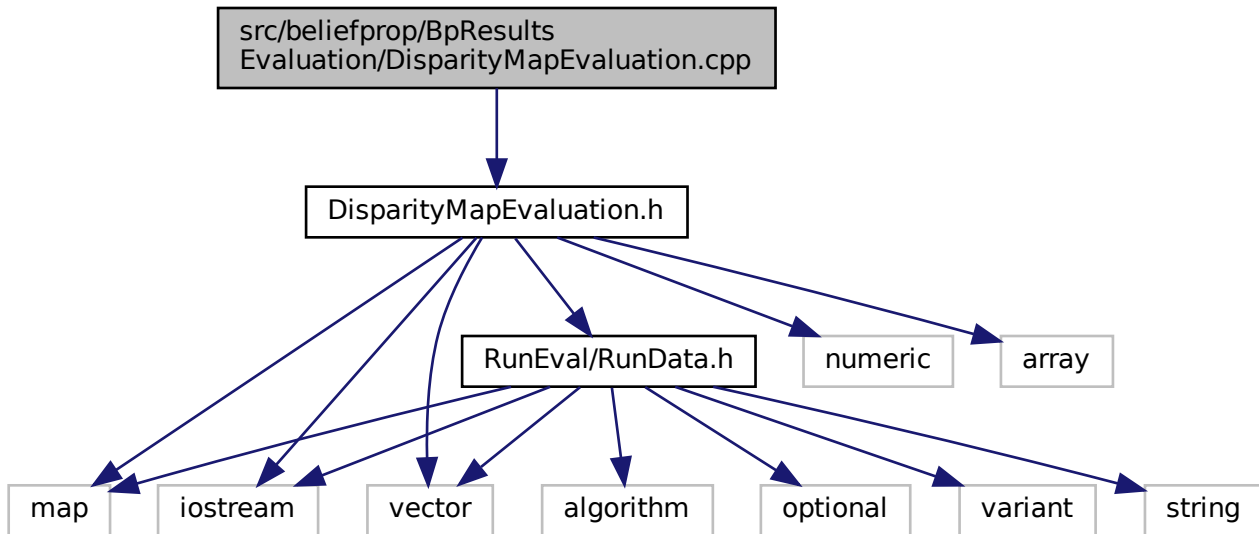 src/beliefprop/BpResults
Evaluation/DisparityMapEvaluation.cpp
DisparityMapEvaluation.h
RunEval/RunData.h
numeric
array
map
iostream
vector
algorithm
optional
variant
string